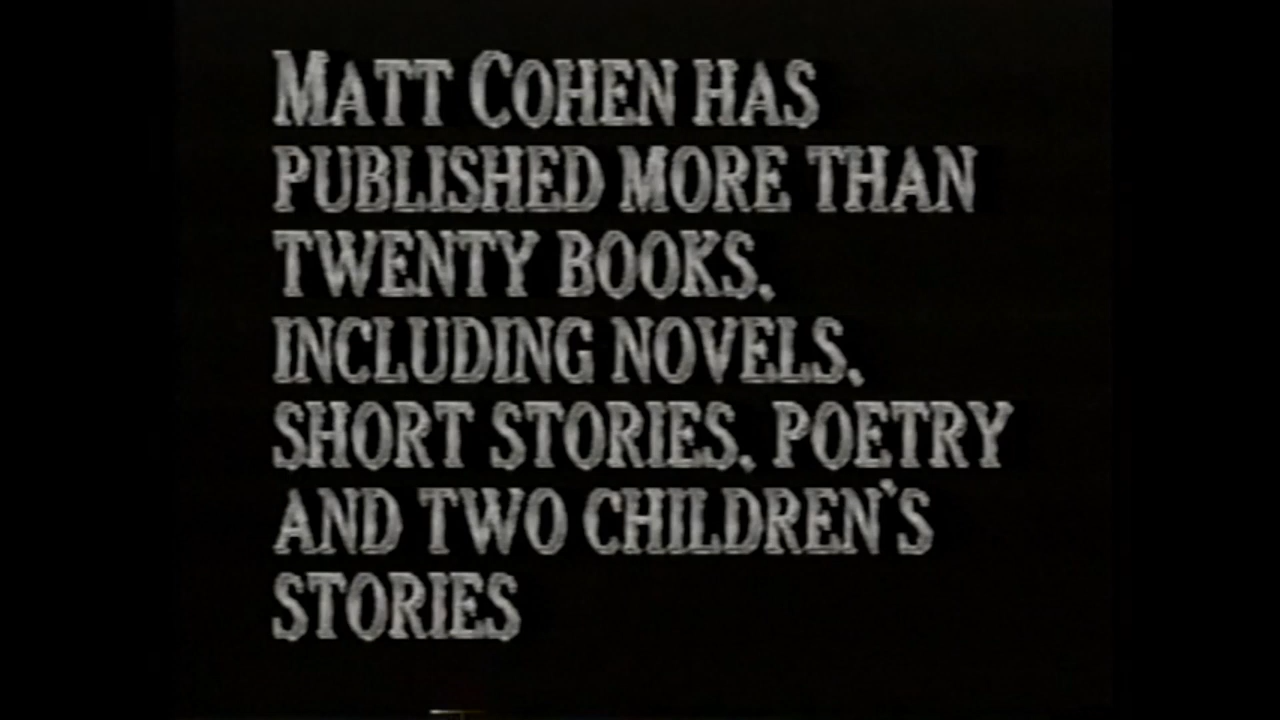 MATT COHEN HAS
PUBLISHED MORE THAN
TWENTY BOOKS,
INCLUDING NOVELS,
SHORT STORIES, POETRY
AND TWO CHILDREN'S
STORIES